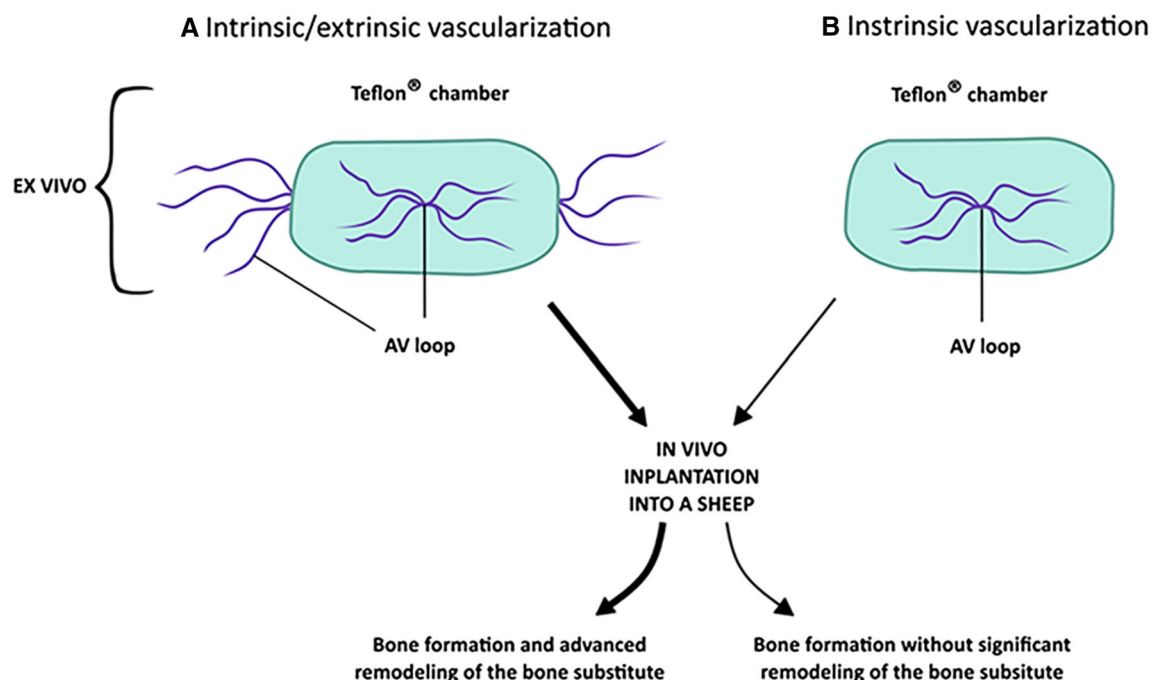 A Intrinsic/extrinsic vascularization
B Instrinsic vascularization
Teflon® chamber
Teflon® chamber
EX VIVO
AV loop
AV loop
IN VIVO
INPLANTATION
INTO A SHEEP
Bone formation and advanced
remodeling of the bone substitute
Bone formation without significant
remodeling of the bone subsitute